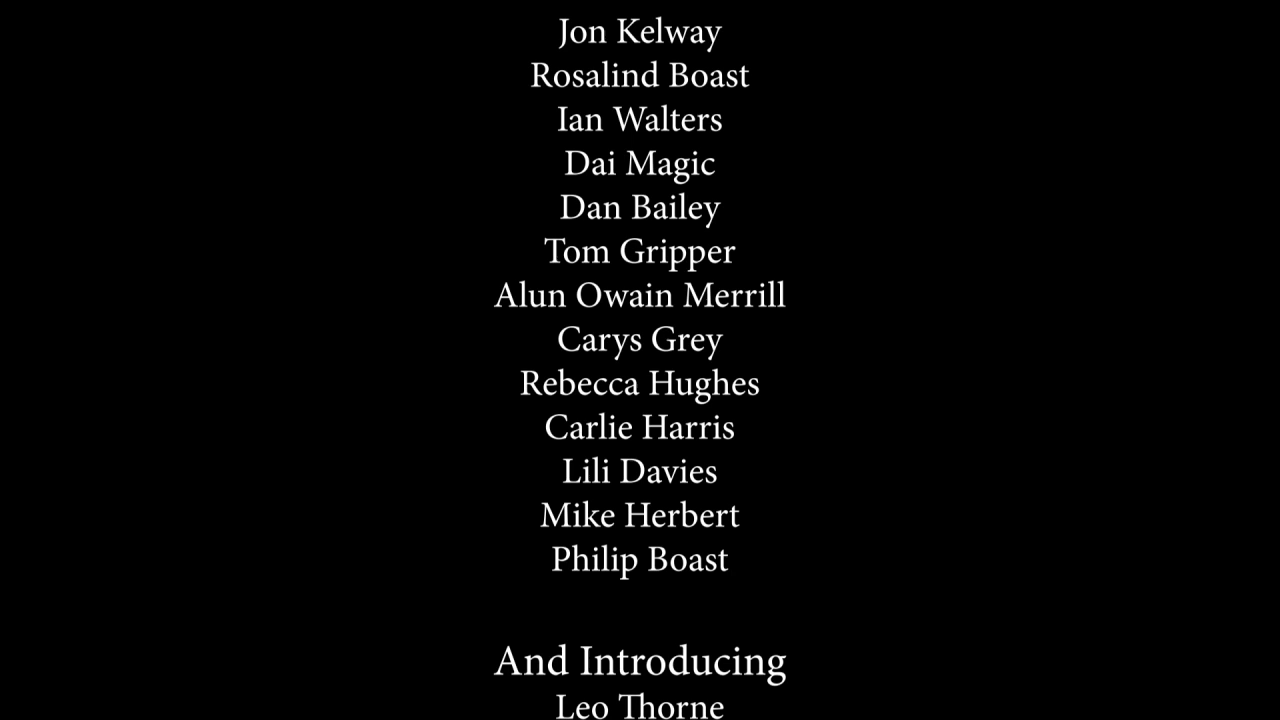 Jon Kelway
Rosalind Boast
Ian Walters
Dai Magic
Dan Bailey
Tom Gripper
Alun Owain Merrill
Carys Grey
Rebecca Hughes
Carlie Harris
Lili Davies
Mike Herbert
Philip Boast
And Introducing
Leo Thorne